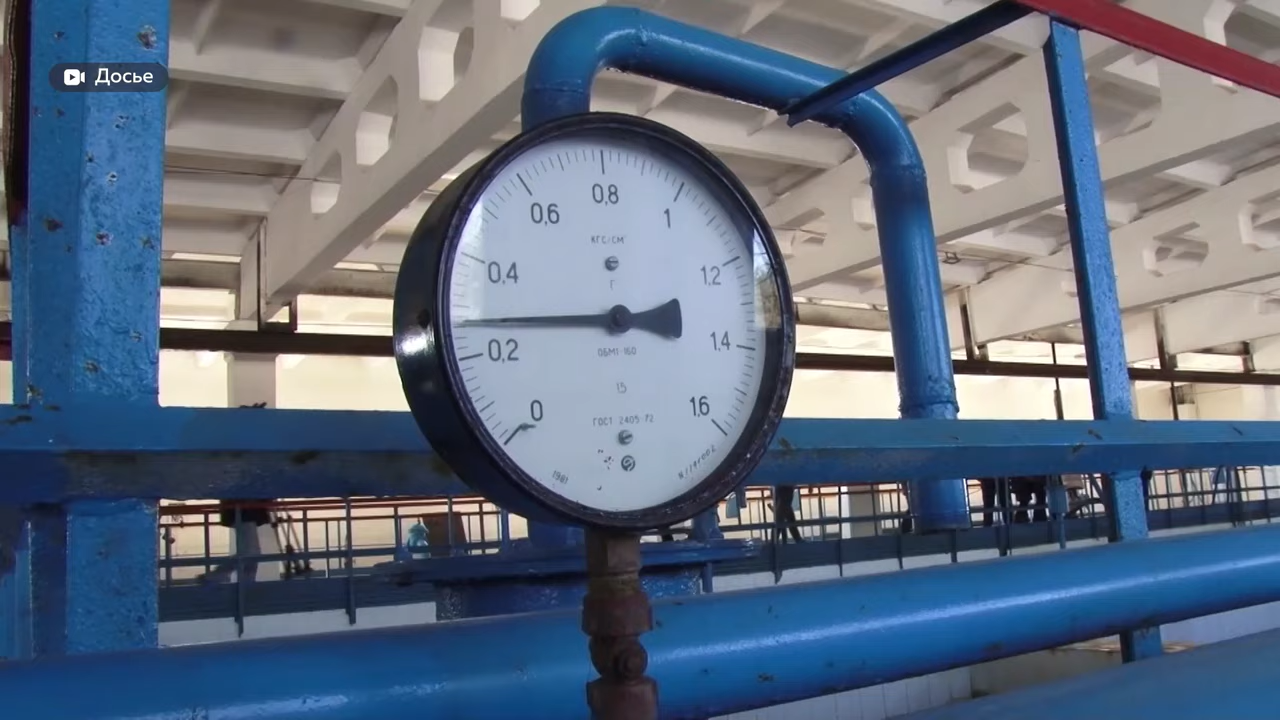 Досье
0,8
0,6
1
КГС/СМ²
0,4
1,2
Г
0,2
1,4
ОБМ1-160
15
0
1,6
ГОСТ 2405-72
1981